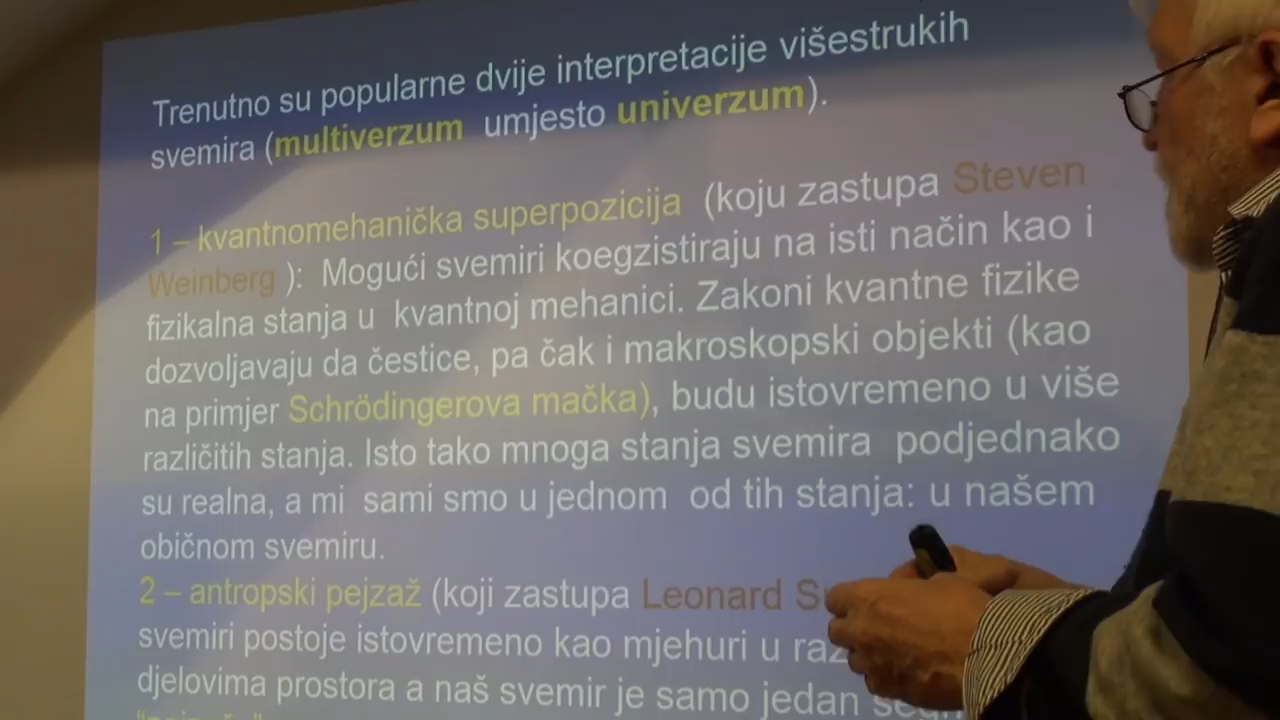 Trenutno su popularne dvije interpretacije višestrukih
svemira (multiverzum umjesto univerzum).
1 – kvantnomehanička superpozicija (koju zastupa Steven
Weinberg ): Mogući svemiri koegzistiraju na isti način kao i
fizikalna stanja u kvantnoj mehanici. Zakoni kvantne fizike
dozvoljavaju da čestice, pa čak i makroskopski objekti (kao
na primjer Schrödingerova mačka), budu istovremeno u više
različitih stanja. Isto tako mnoga stanja svemira podjednako
su realna, a mi sami smo u jednom od tih stanja: u našem
običnom svemiru.
2 – antropski pejzaž (koji zastupa Leonard
svemiri postoje istovremeno kao mjehuri u
djelovima prostora a naš svemir je samo jedan